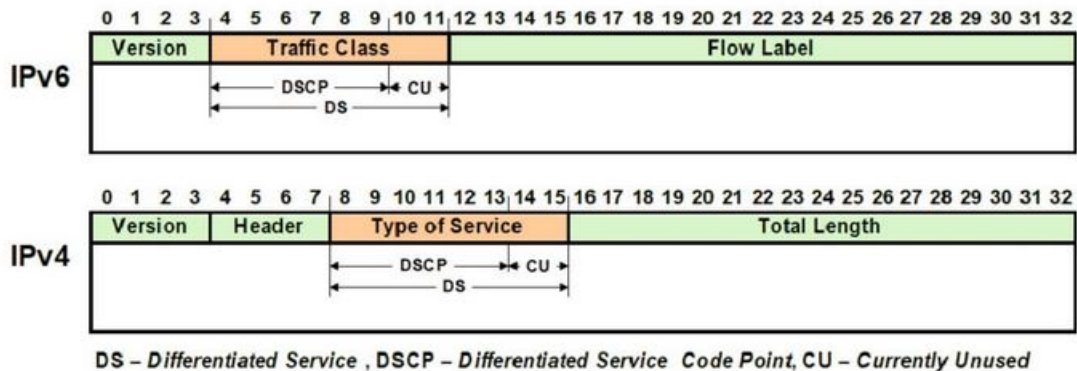 0 1 2 3 4 5 6 7 8 9 10 11 12 13 14 15 16 17 18 19 20 21 22 23 24 25 26 27 28 29 30 31 32
Version Traffic Class Flow Label
IPv6
DSCP CU
DS
0 1 2 3 4 5 6 7 8 9 10 11 12 13 14 15 16 17 18 19 20 21 22 23 24 25 26 27 28 29 30 31 32
Version Header Type of Service Total Length
IPv4
DSCP CU
DS
DS – Differentiated Service , DSCP – Differentiated Service Code Point, CU – Currently Unused